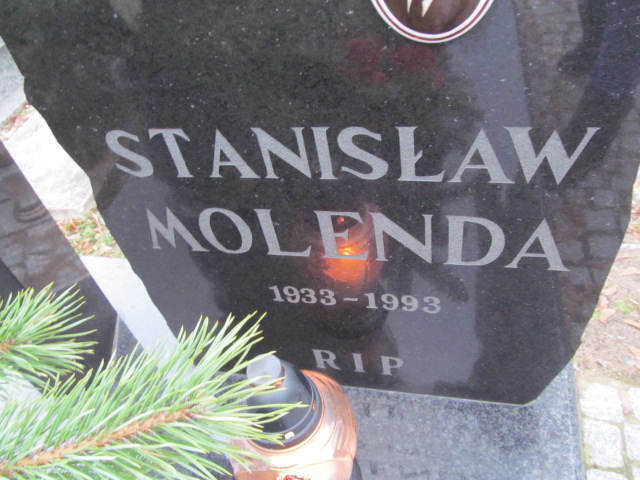 STANISŁAW
MOLENDA
1933-1993
RIP